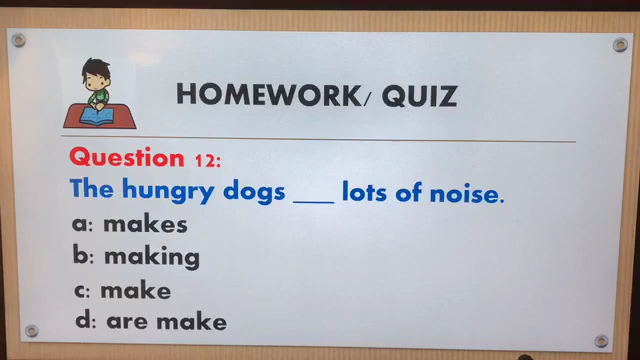 HOMEWORK/ QUIZ
Question 12:
The hungry dogs ___ lots of noise.
a: makes
b: making
c: make
d: are make